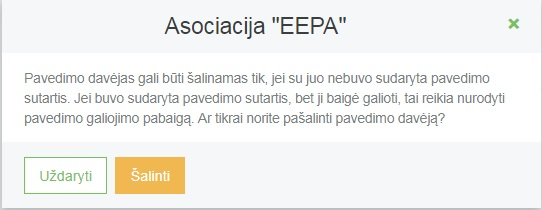 Asociacija "EEPA"
Pavedimo davėjas gali būti šalinamas tik, jei su juo nebuvo sudaryta pavedimo
sutartis. Jei buvo sudaryta pavedimo sutartis, bet ji baigė galioti, tai reikia nurodyti
pavedimo galiojimo pabaigą. Ar tikrai norite pašalinti pavedimo davėją?
Uždaryti Šalinti